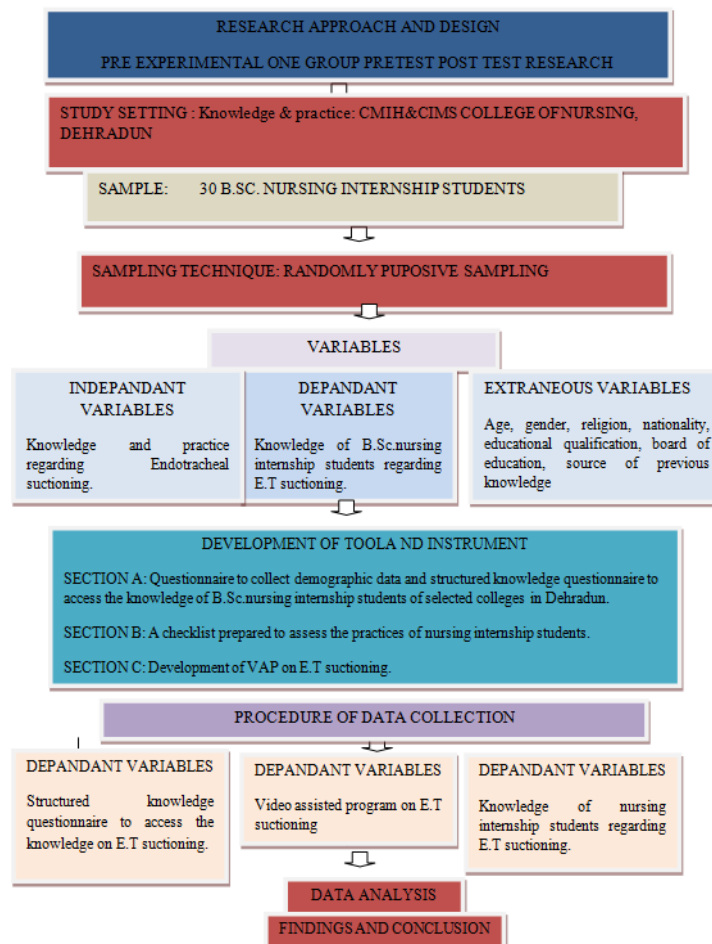 RESEARCH APPROACH AND DESIGN
PRE EXPERIMENTAL ONE GROUP PRETEST POST TEST RESEARCH
STUDY SETTING : Knowledge & practice: CMIH&CIMS COLLEGE OF NURSING,
DEHRADUN
SAMPLE: 30 B.SC. NURSING INTERNSHIP STUDENTS
SAMPLING TECHNIQUE: RANDOMLY PUPOSIVE SAMPLING
VARIABLES
INDEPANDANT
VARIABLES
Knowledge and practice
regarding Endotracheal
suctioning.
DEPANDANT
VARIABLES
Knowledge of B.Sc.nursing
internship students regarding
E.T suctioning.
EXTRANEOUS VARIABLES
Age, gender, religion, nationality,
educational qualification, board of
education, source of previous
knowledge
DEVELOPMENT OF TOOLA ND INSTRUMENT
SECTION A: Questionnaire to collect demographic data and structured knowledge questionnaire to
access the knowledge of B.Sc.nursing internship students of selected colleges in Dehradun.
SECTION B: A checklist prepared to assess the practices of nursing internship students.
SECTION C: Development of VAP on E.T suctioning.
PROCEDURE OF DATA COLLECTION
DEPANDANT VARIABLES
Structured knowledge
questionnaire to access the
knowledge on E.T suctioning.
DEPANDANT VARIABLES
Video assisted program on E.T
suctioning
DEPANDANT VARIABLES
Knowledge of nursing
internship students regarding
E.T suctioning.
DATA ANALYSIS
FINDINGS AND CONCLUSION